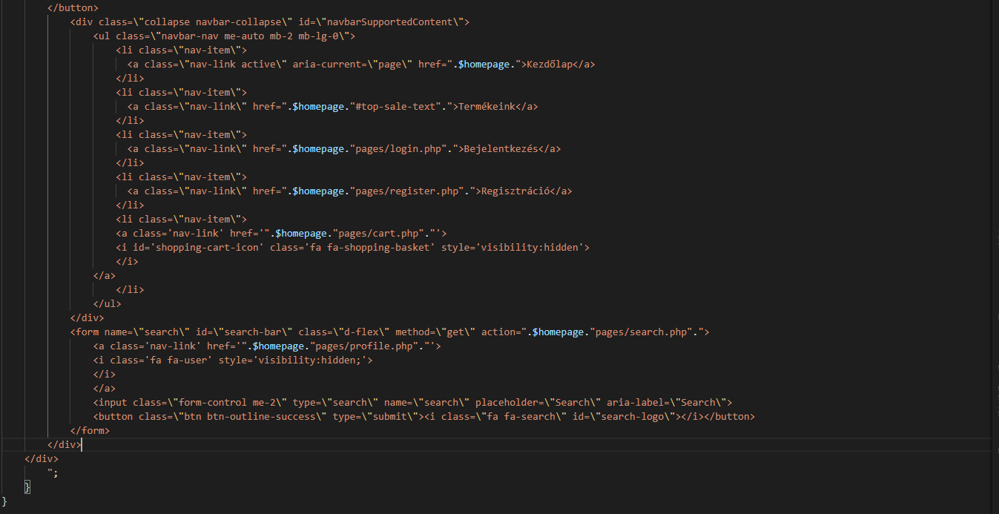 </button>
<div class=\"collapse navbar-collapse\" id=\"navbarSupportedContent\">
<ul class=\"navbar-nav me-auto mb-2 mb-lg-0\">
<li class=\"nav-item\">
<a class=\"nav-link active\" aria-current=\"page\" href=".$homepage.">Kezdőlap</a>
</li>
<li class=\"nav-item\">
<a class=\"nav-link\" href=".$homepage."#top-sale-text".">Termékeink</a>
</li>
<li class=\"nav-item\">
<a class=\"nav-link\" href=".$homepage."pages/login.php".">Bejelentkezés</a>
</li>
<li class=\"nav-item\">
<a class=\"nav-link\" href=".$homepage."pages/register.php".">Regisztráció</a>
</li>
<li class=\"nav-item\">
<a class='nav-link' href='".$homepage."pages/cart.php"."'>
<i id='shopping-cart-icon' class='fa fa-shopping-basket' style='visibility:hidden'>
</i>
</a>
</li>
</ul>
</div>
<form name=\"search\" id=\"search-bar\" class=\"d-flex\" method=\"get\" action=".$homepage."pages/search.php".">
<a class='nav-link' href='".$homepage."pages/profile.php"."'>
<i class='fa fa-user' style='visibility:hidden;'>
</i>
</a>
<input class=\"form-control me-2\" type=\"search\" name=\"search\" placeholder=\"Search\" aria-label=\"Search\">
<button class=\"btn btn-outline-success\" type=\"submit\"><i class=\"fa fa-search\" id=\"search-logo\"></i></button>
</form>
</div>
</div>
";
}
}